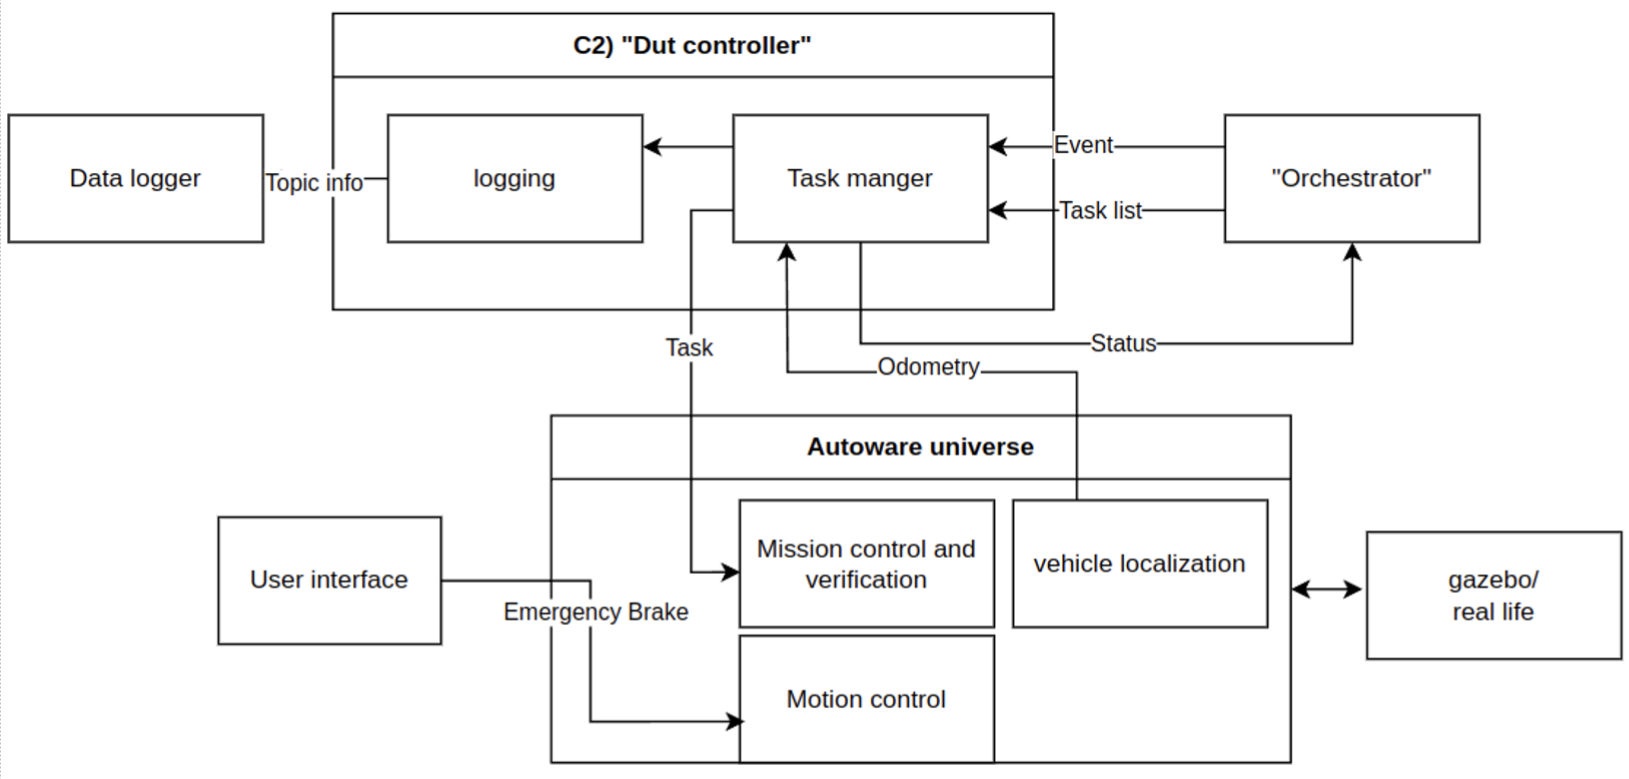 C2) "Dut controller"
Data logger
Topic info
logging
Task manger
Event
Task list
"Orchestrator"
Task
Status
Odometry
Autoware universe
User interface
Emergency Brake
Mission control and
verification
vehicle localization
Motion control
gazebo/
real life